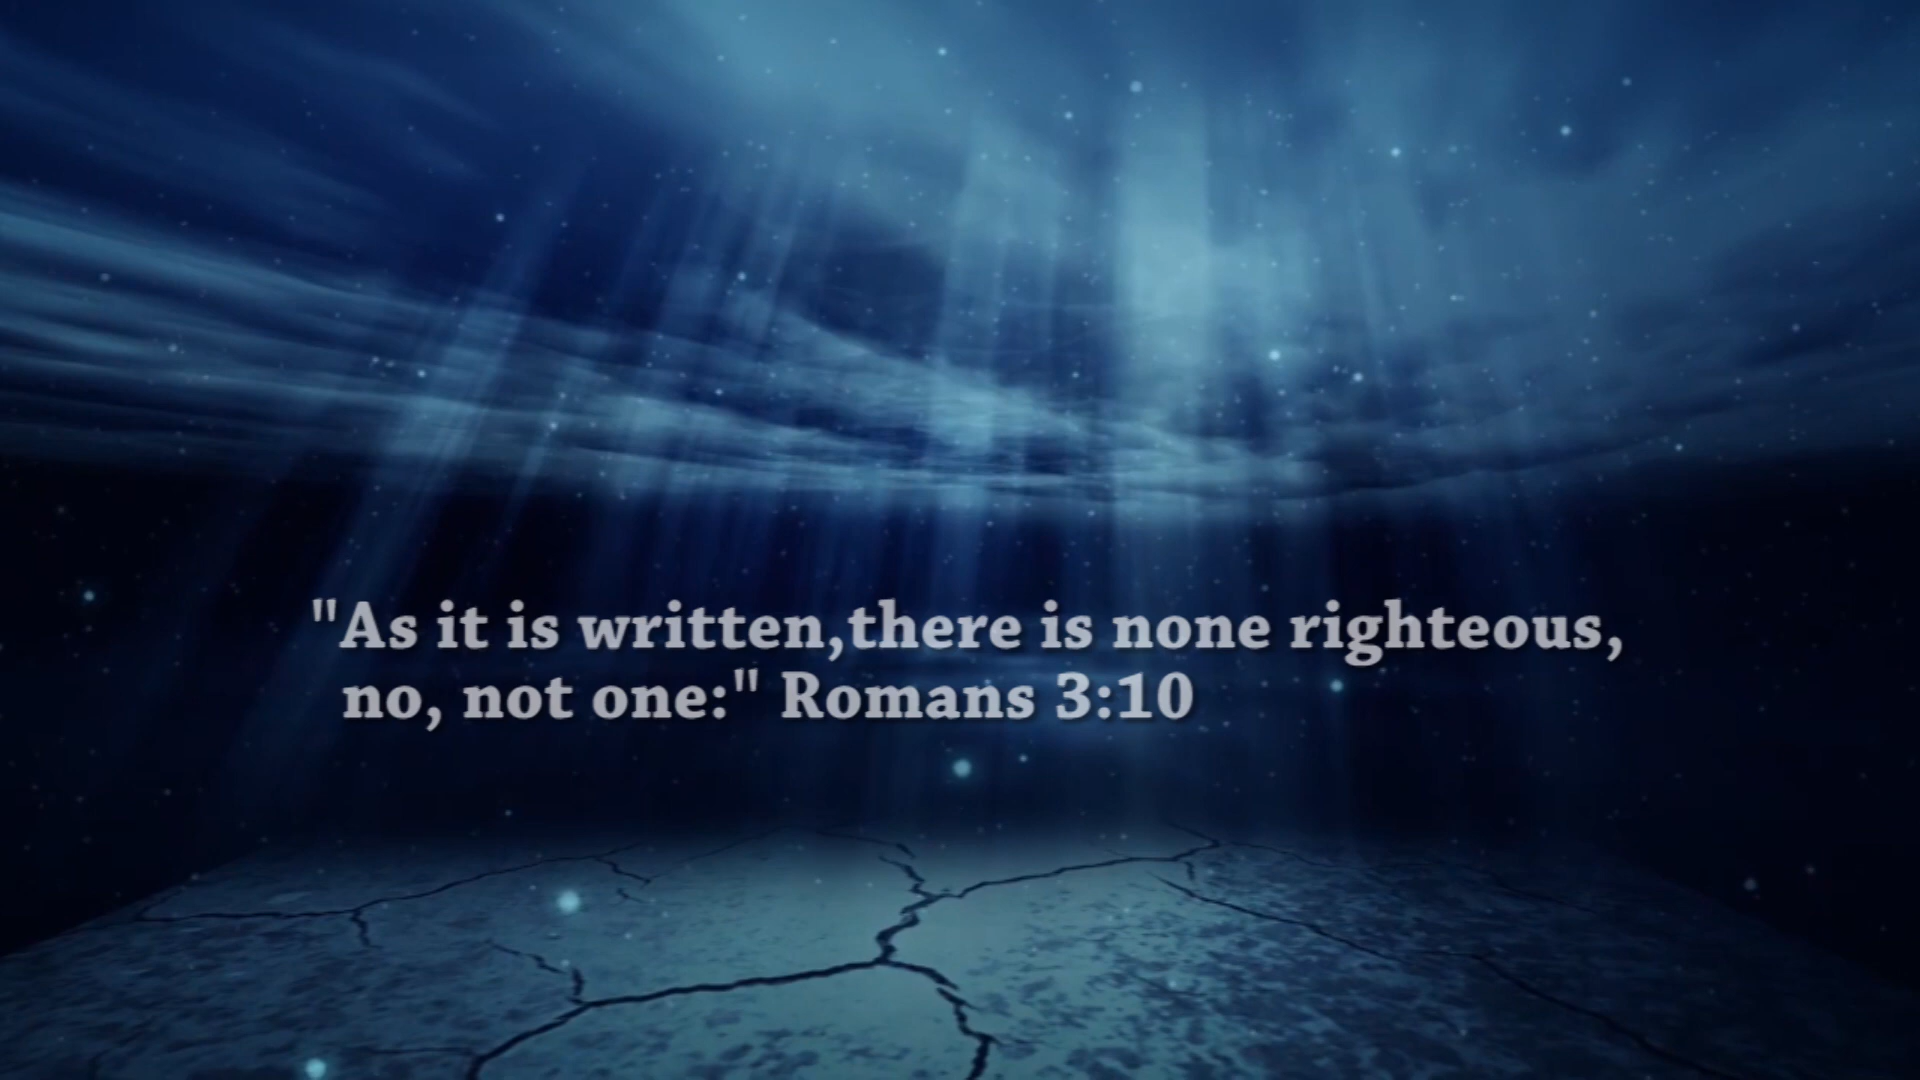 "As it is written,there is none righteous,
no, not one:" Romans 3:10